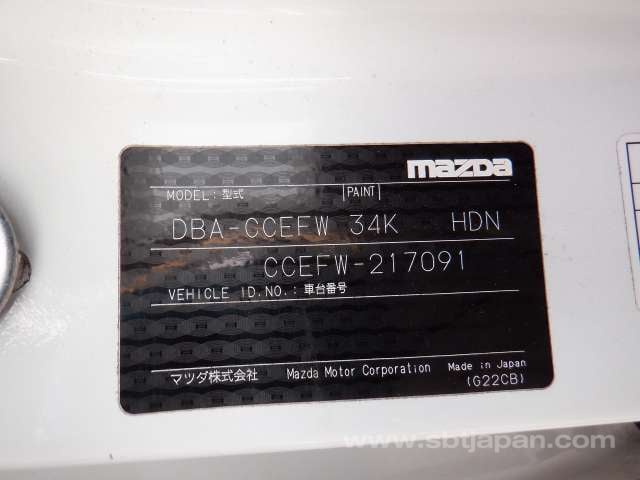 mazda
MODEL:型式 |PAINT|
DBA-CCEFW 34K HDN
CCEFW-217091
VEHICLE ID.NO.:車台番号
マツダ株式会社 Mazda Motor Corporation Made in Japan
(G22CB)
www.sbtjapan.com